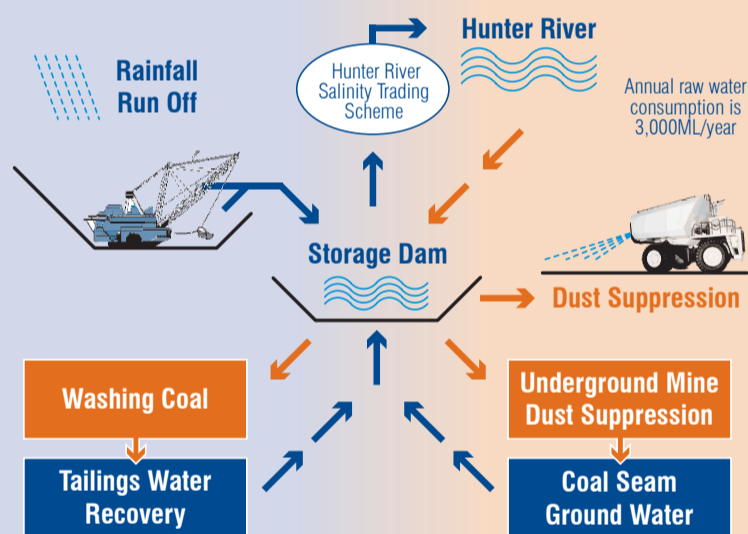 Rainfall
Run Off
Hunter River
Salinity Trading
Scheme
Hunter River
Annual raw water
consumption is
3,000ML/year
Storage Dam
Dust Suppression
Washing Coal
Underground Mine
Dust Suppression
Tailings Water
Recovery
Coal Seam
Ground Water